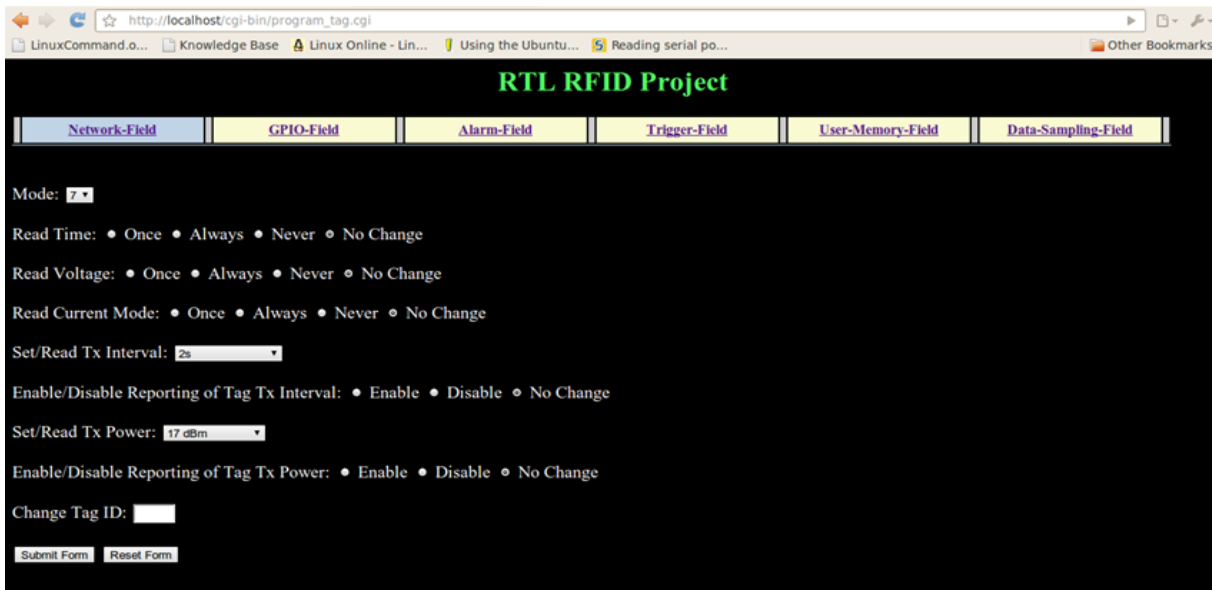 http://localhost/cgi-bin/program_tag.cgi
LinuxCommand.o... Knowledge Base Linux Online - Lin... Using the Ubuntu... Reading serial po... Other Bookmarks
RTL RFID Project
Network-Field GPIO-Field Alarm-Field Trigger-Field User-Memory-Field Data-Sampling-Field
Mode: 7
Read Time: Once Always Never No Change
Read Voltage: Once Always Never No Change
Read Current Mode: Once Always Never No Change
Set/Read Tx Interval: 2s
Enable/Disable Reporting of Tag Tx Interval: Enable Disable No Change
Set/Read Tx Power: 17 dBm
Enable/Disable Reporting of Tag Tx Power: Enable Disable No Change
Change Tag ID:
Submit Form Reset Form